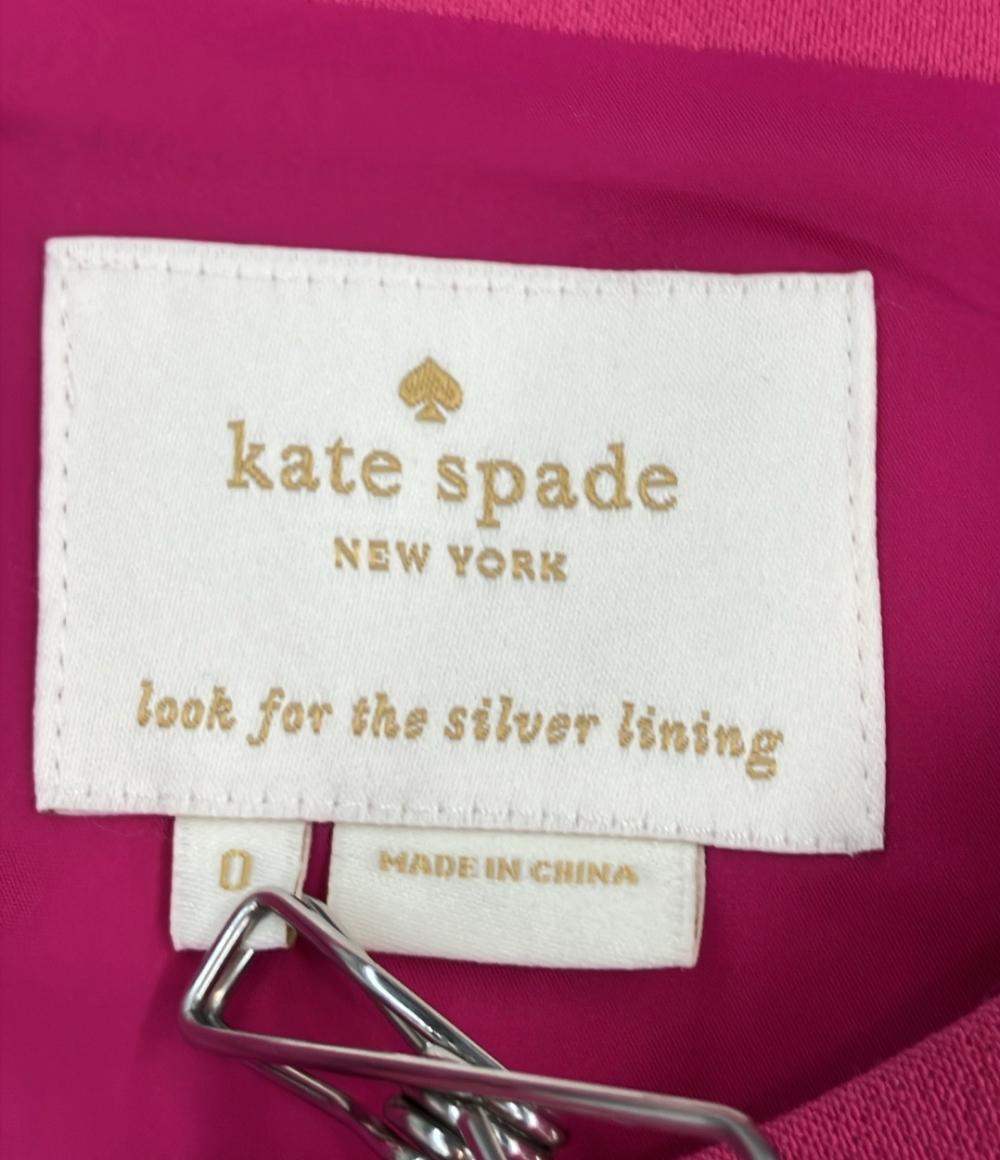 kate spade
NEW YORK
look for the silver lining
0
MADE IN CHINA